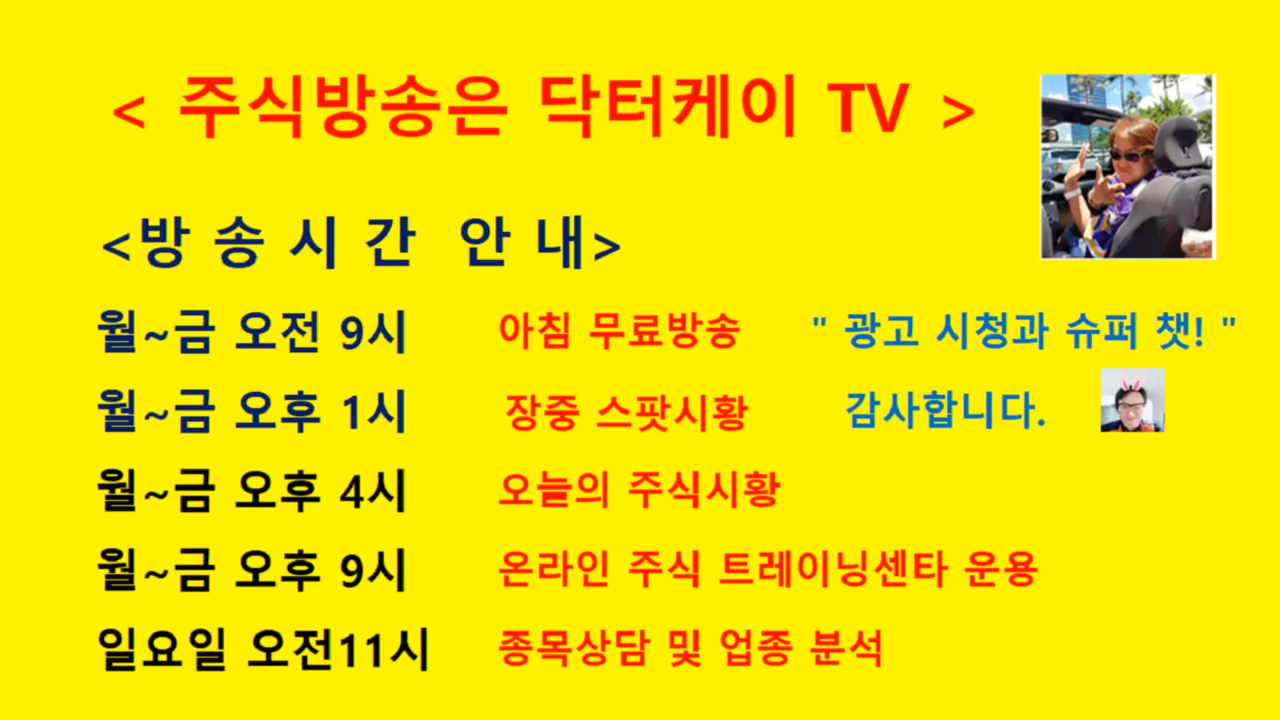 < 주식방송은 닥터케이 TV >
<방 송 시 간 안 내>
월~금 오전 9시 아침 무료방송 " 광고 시청과 슈퍼 챗! "
월~금 오후 1시 장중 스팟시황 감사합니다.
월~금 오후 4시 오늘의 주식시황
월~금 오후 9시 온라인 주식 트레이닝센타 운용
일요일 오전11시 종목상담 및 업종 분석